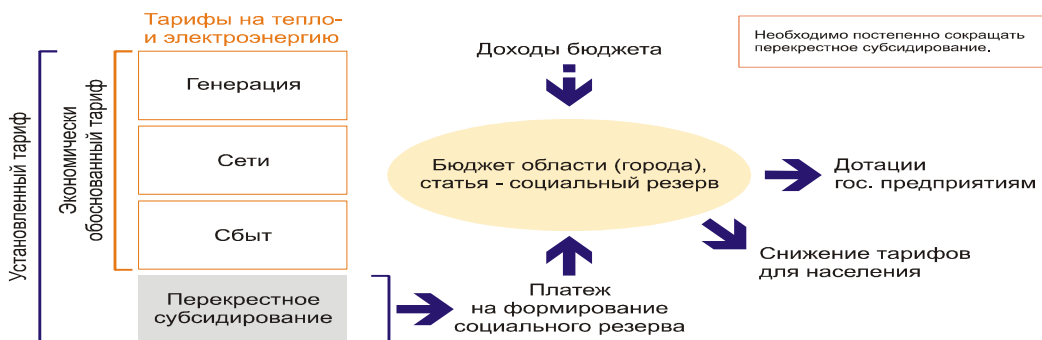 Тарифы на тепло-
и электроэнергию
Установленный тариф
Экономически
обоснованный тариф
Генерация
Сети
Сбыт
Перекрестное
субсидирование
Доходы бюджета
Бюджет области (города),
статья - социальный резерв
Платеж
на формирование
социального резерва
Дотации
гос. предприятиям
Снижение тарифов
для населения
Необходимо постепенно сокращать
перекрестное субсидирование.